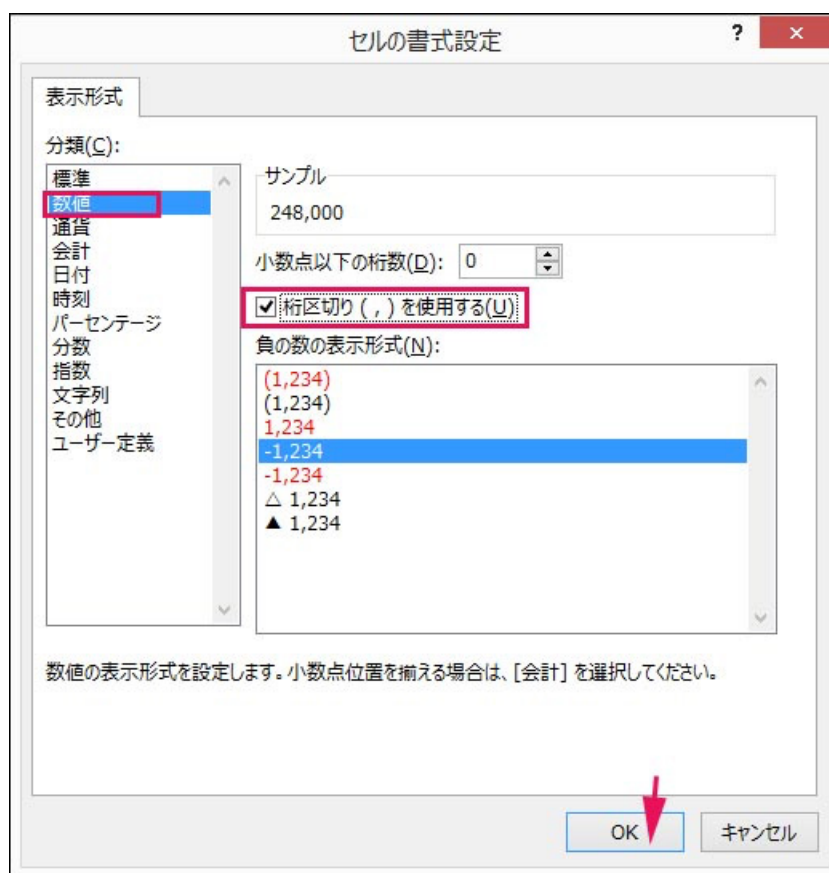 セルの書式設定
? ×
表示形式
分類(C):
標準
数値
通貨
会計
日付
時刻
パーセンテージ
分数
指数
文字列
その他
ユーザー定義
サンプル
248,000
小数点以下の桁数(D): 0
桁区切り ( , ) を使用する(U)
負の数の表示形式(N):
(1,234)
(1,234)
1,234
-1,234
-1,234
△ 1,234
▲ 1,234
数値の表示形式を設定します。小数点位置を揃える場合は、[会計] を選択してください。
OK キャンセル